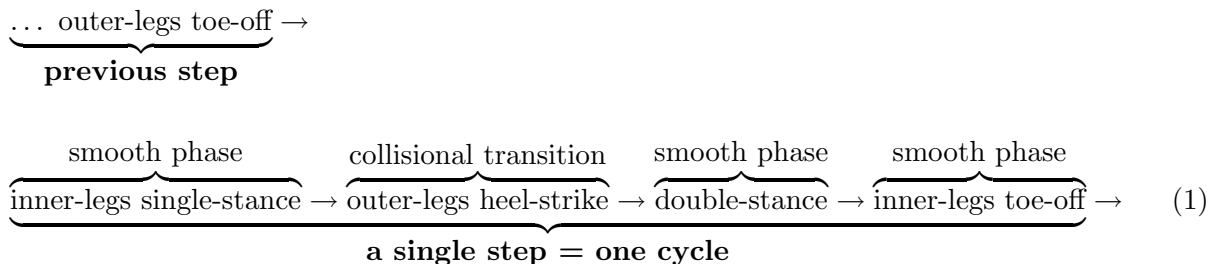 … outer-legs toe-off →
previous step
smooth phase collisional transition smooth phase smooth phase
inner-legs single-stance → outer-legs heel-strike → double-stance → inner-legs toe-off → (1)
a single step = one cycle